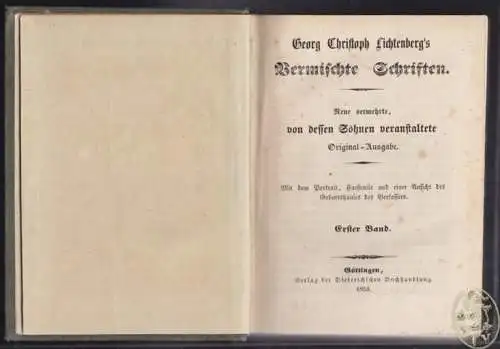 Georg Christoph Lichtenberg's
Vermischte Schriften.
Neue vermehrte,
von dessen Söhnen veranstaltete
Original-Ausgabe.
Mit dem Portrait, Facsimile und einer Ansicht des
Geburtshauses des Verfassers.
Erster Band.
Göttingen,
Verlag der Dieterichschen Buchhandlung.